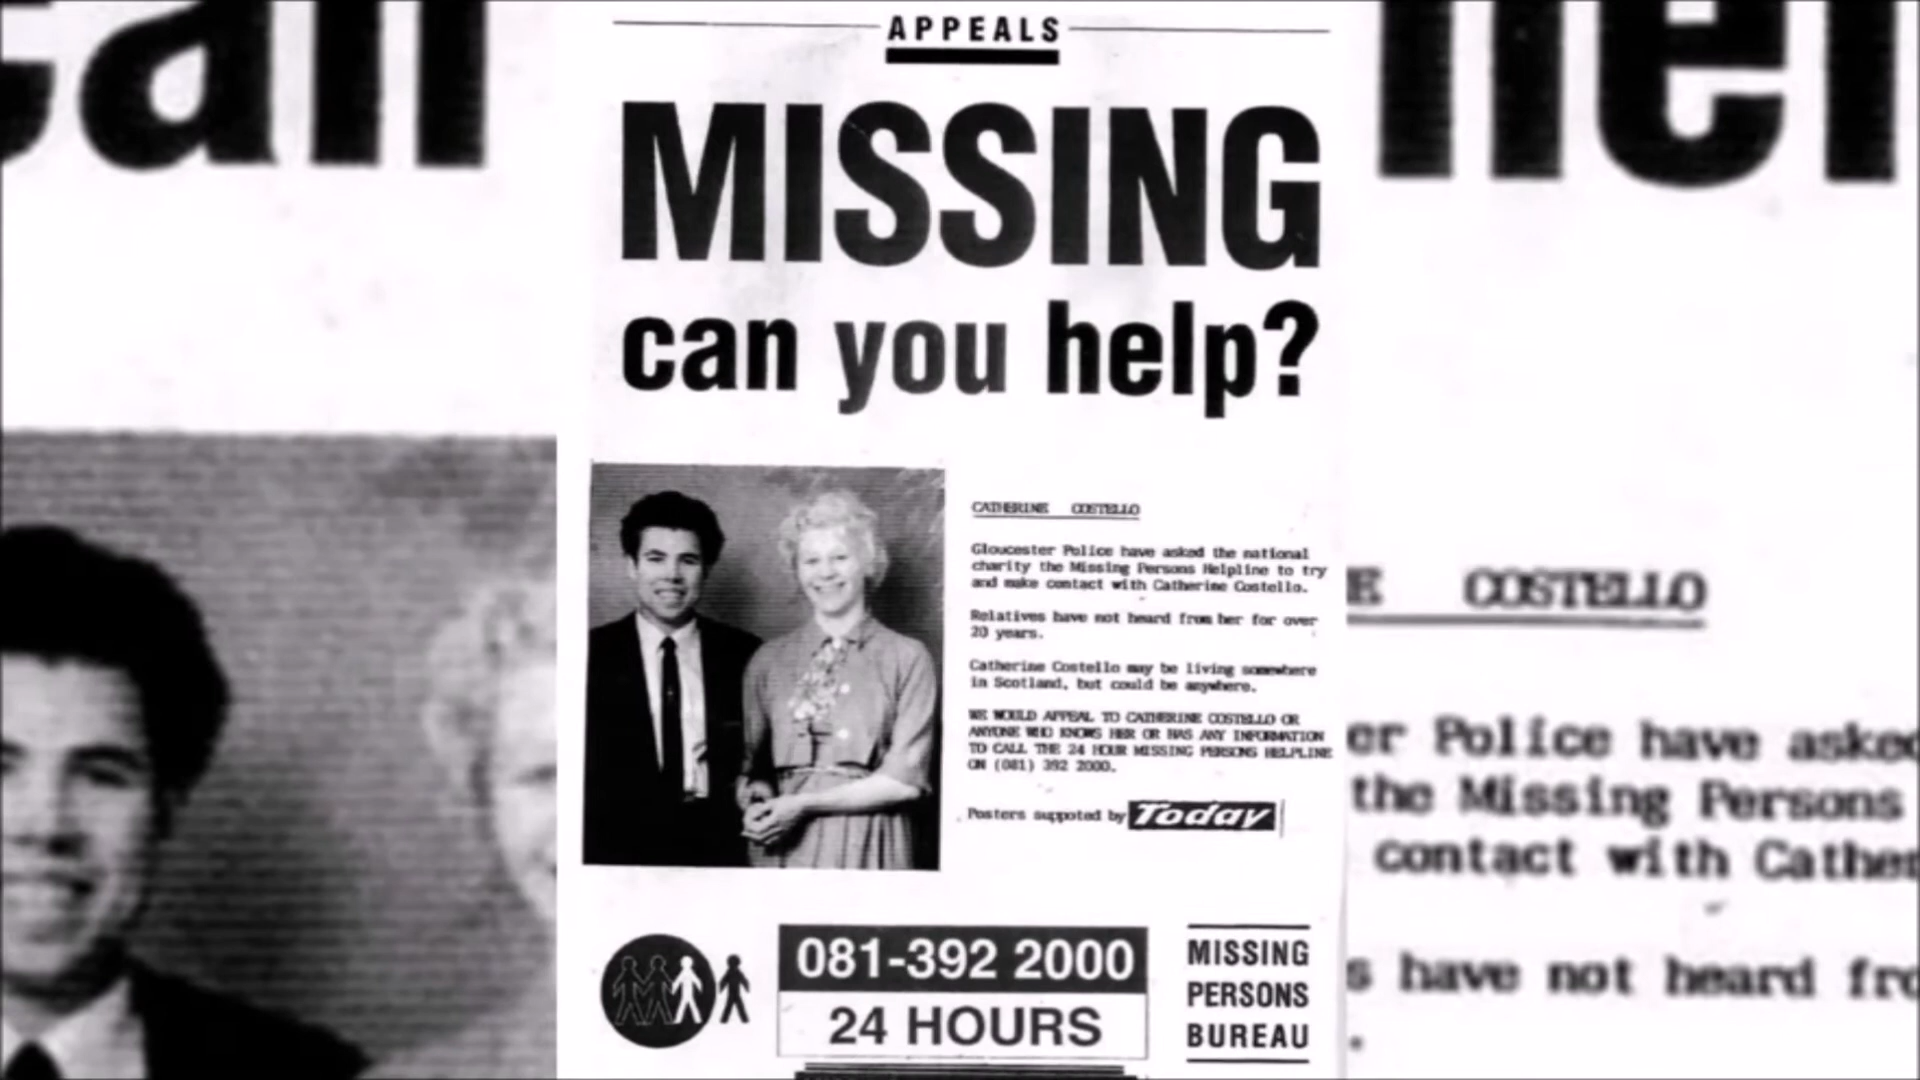 APPEALS
MISSING
can you help?
CATHERINE COSTELLO
Gloucester Police have asked the national
charity the Missing Persons Helpline to try
and make contact with Catherine Costello.
Relatives have not heard from her for over
20 years.
Catherine Costello may be living somewhere
in Scotland, but could be anywhere.
WE WOULD APPEAL TO CATHERINE COSTELLO OR
ANYONE WHO KNOWS HER OR HAS ANY INFORMATION
TO CALL THE 24 HOUR MISSING PERSONS HELPLINE
ON (081) 392 2000.
Posters suppoted by Today
081-392 2000
24 HOURS
MISSING
PERSONS
BUREAU
can
hel
E COSTELLO
er Police have asked
the Missing Persons
contact with Cather
s have not heard fro